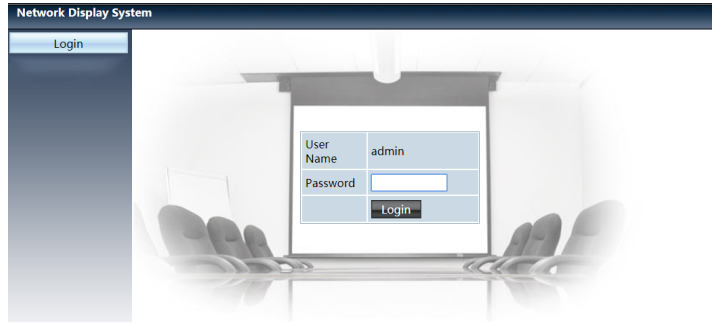 Network Display System
Login
User
Name
admin
Password
Login